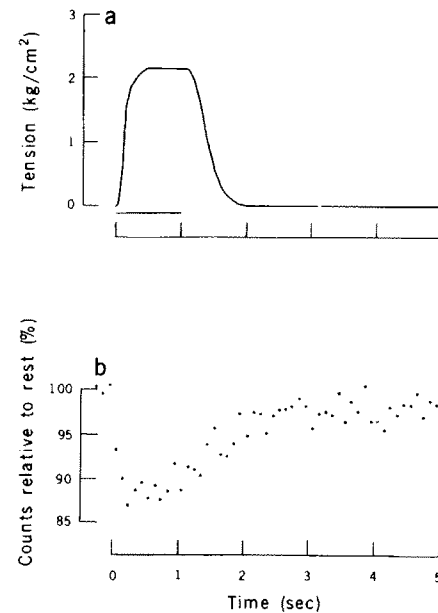 a
Tension (kg/cm²)
3
2
1
0
b
Counts relative to rest (%)
100
95
90
85
0 1 2 3 4 5
Time (sec)